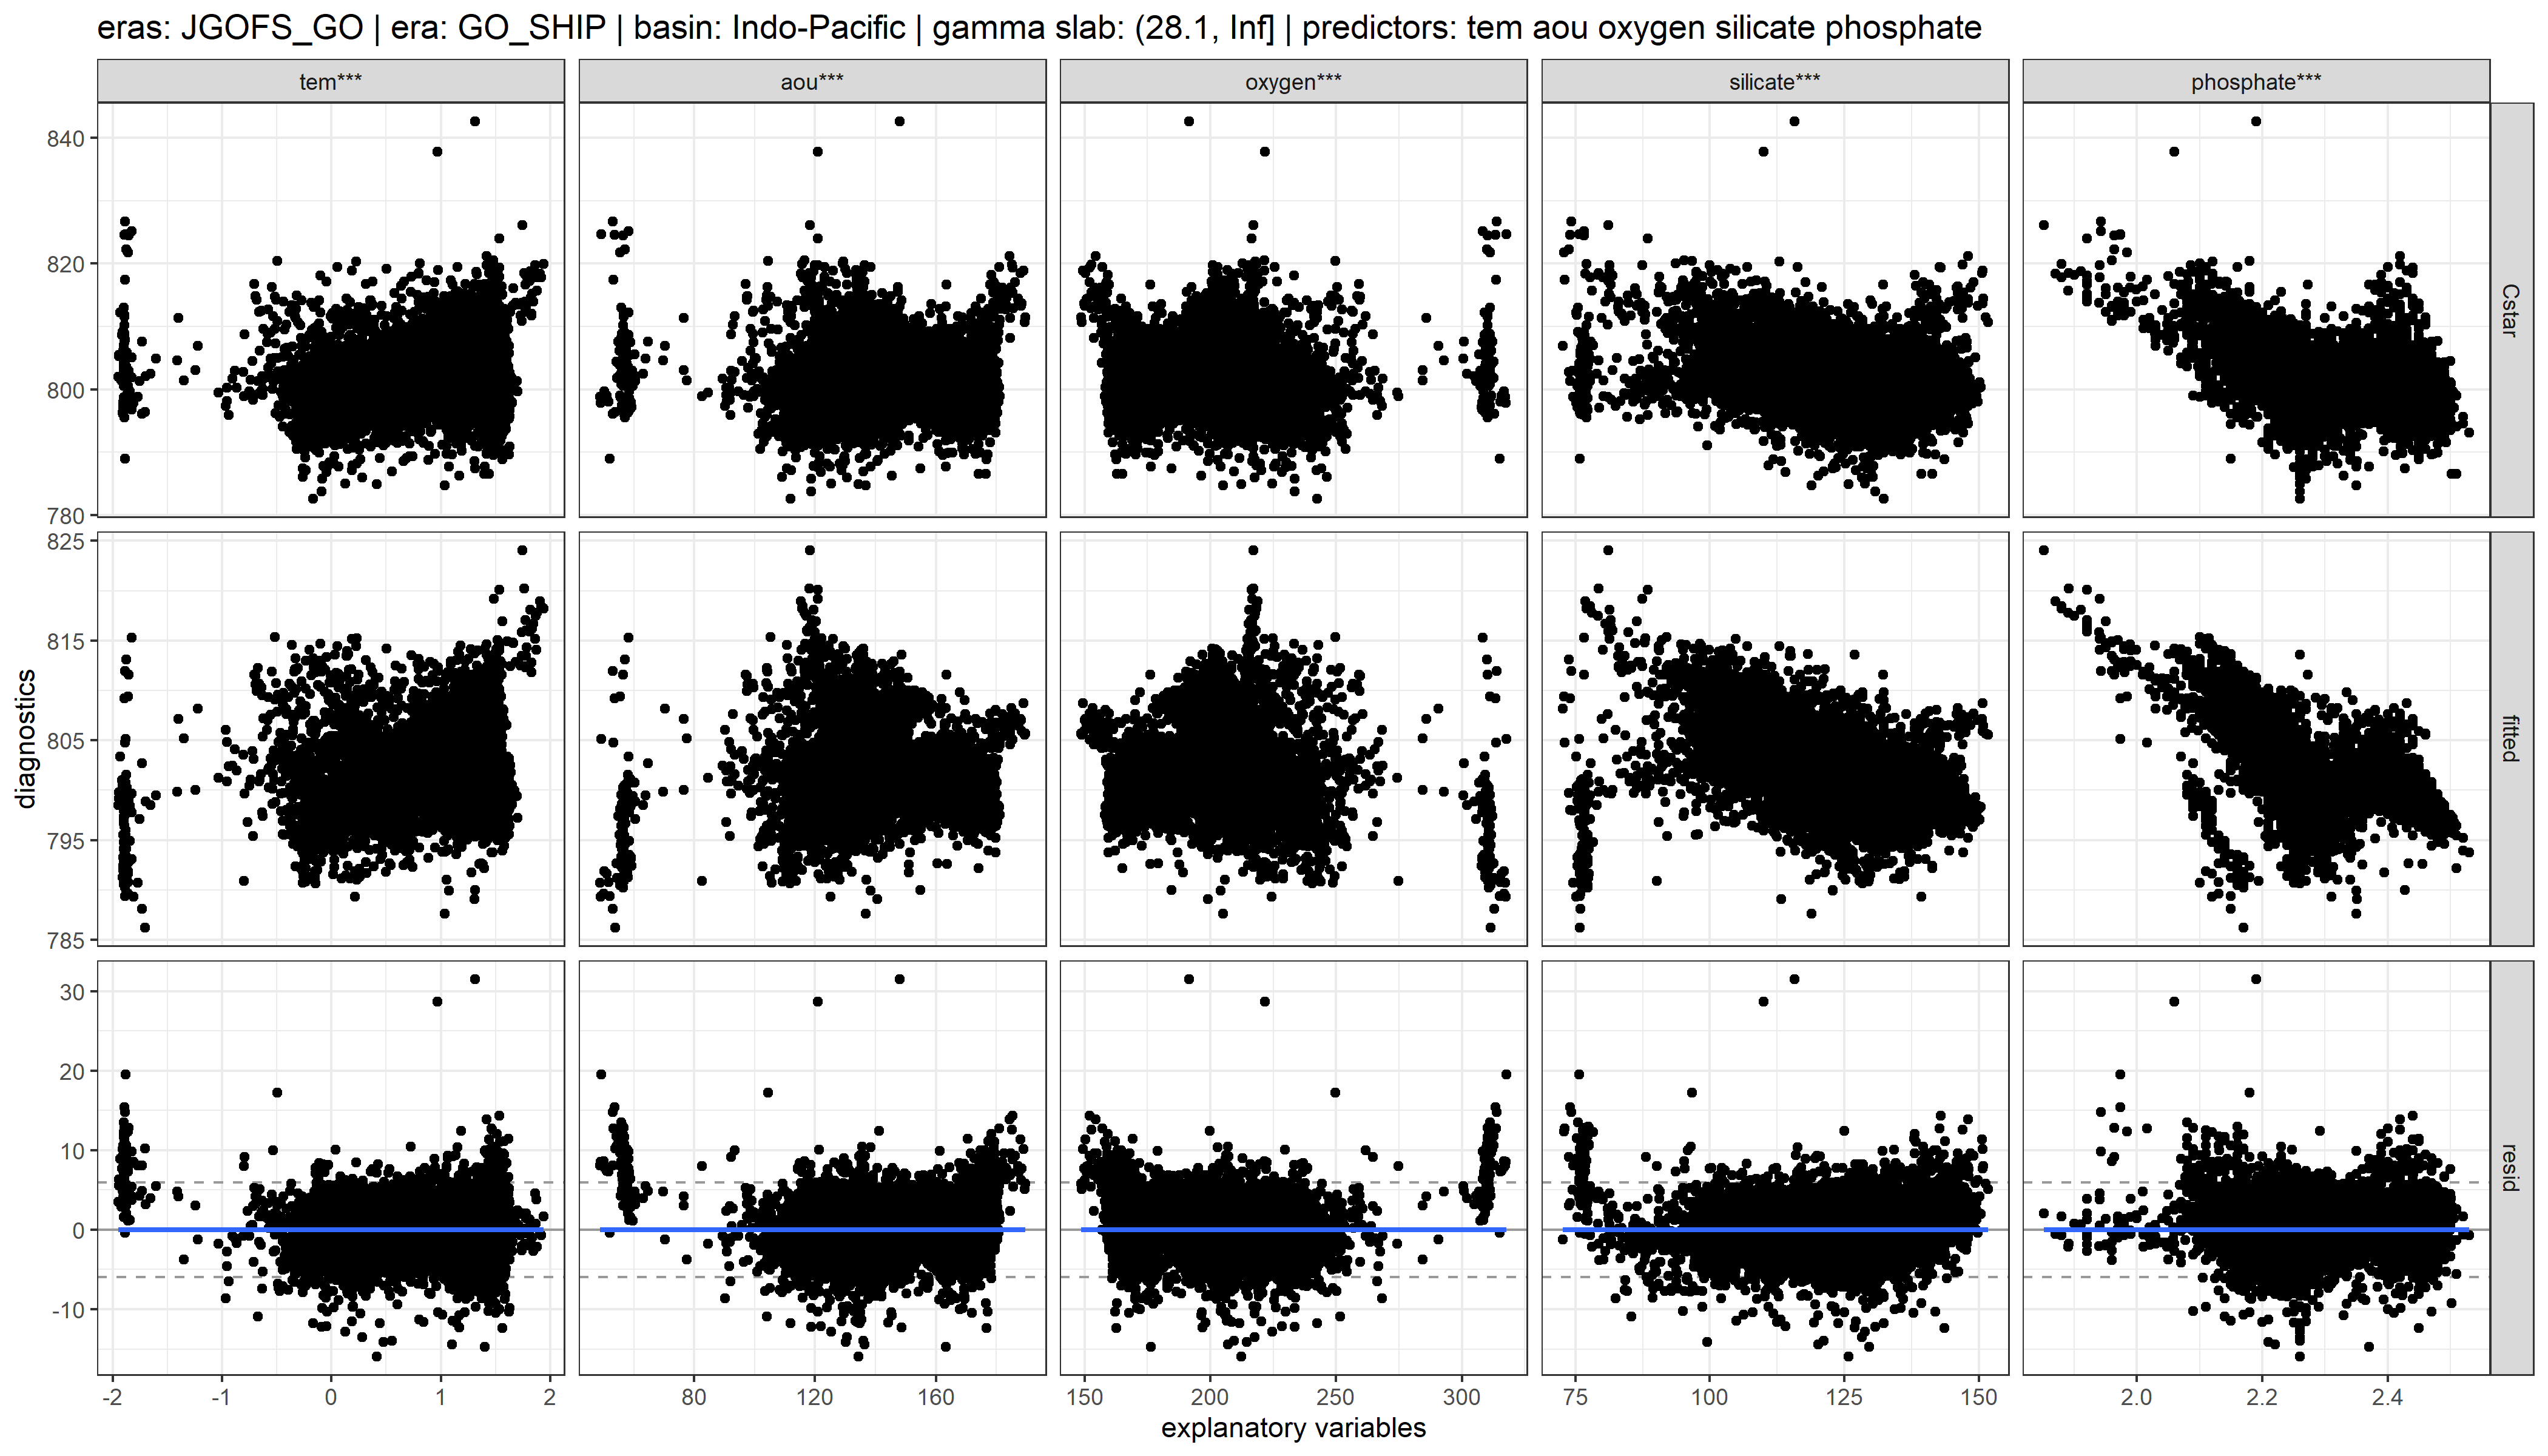 eras: JGOFS_GO | era: GO_SHIP | basin: Indo-Pacific | gamma slab: (28.1, Inf] | predictors: tem aou oxygen silicate phosphate
tem*** aou*** oxygen*** silicate*** phosphate***
840
820
800
780
Cstar
825
815
805
795
785
fitted
diagnostics
30
20
10
0
-10
resid
-2 -1 0 1 2 80 120 160 150 200 250 300 75 100 125 150 2.0 2.2 2.4
explanatory variables